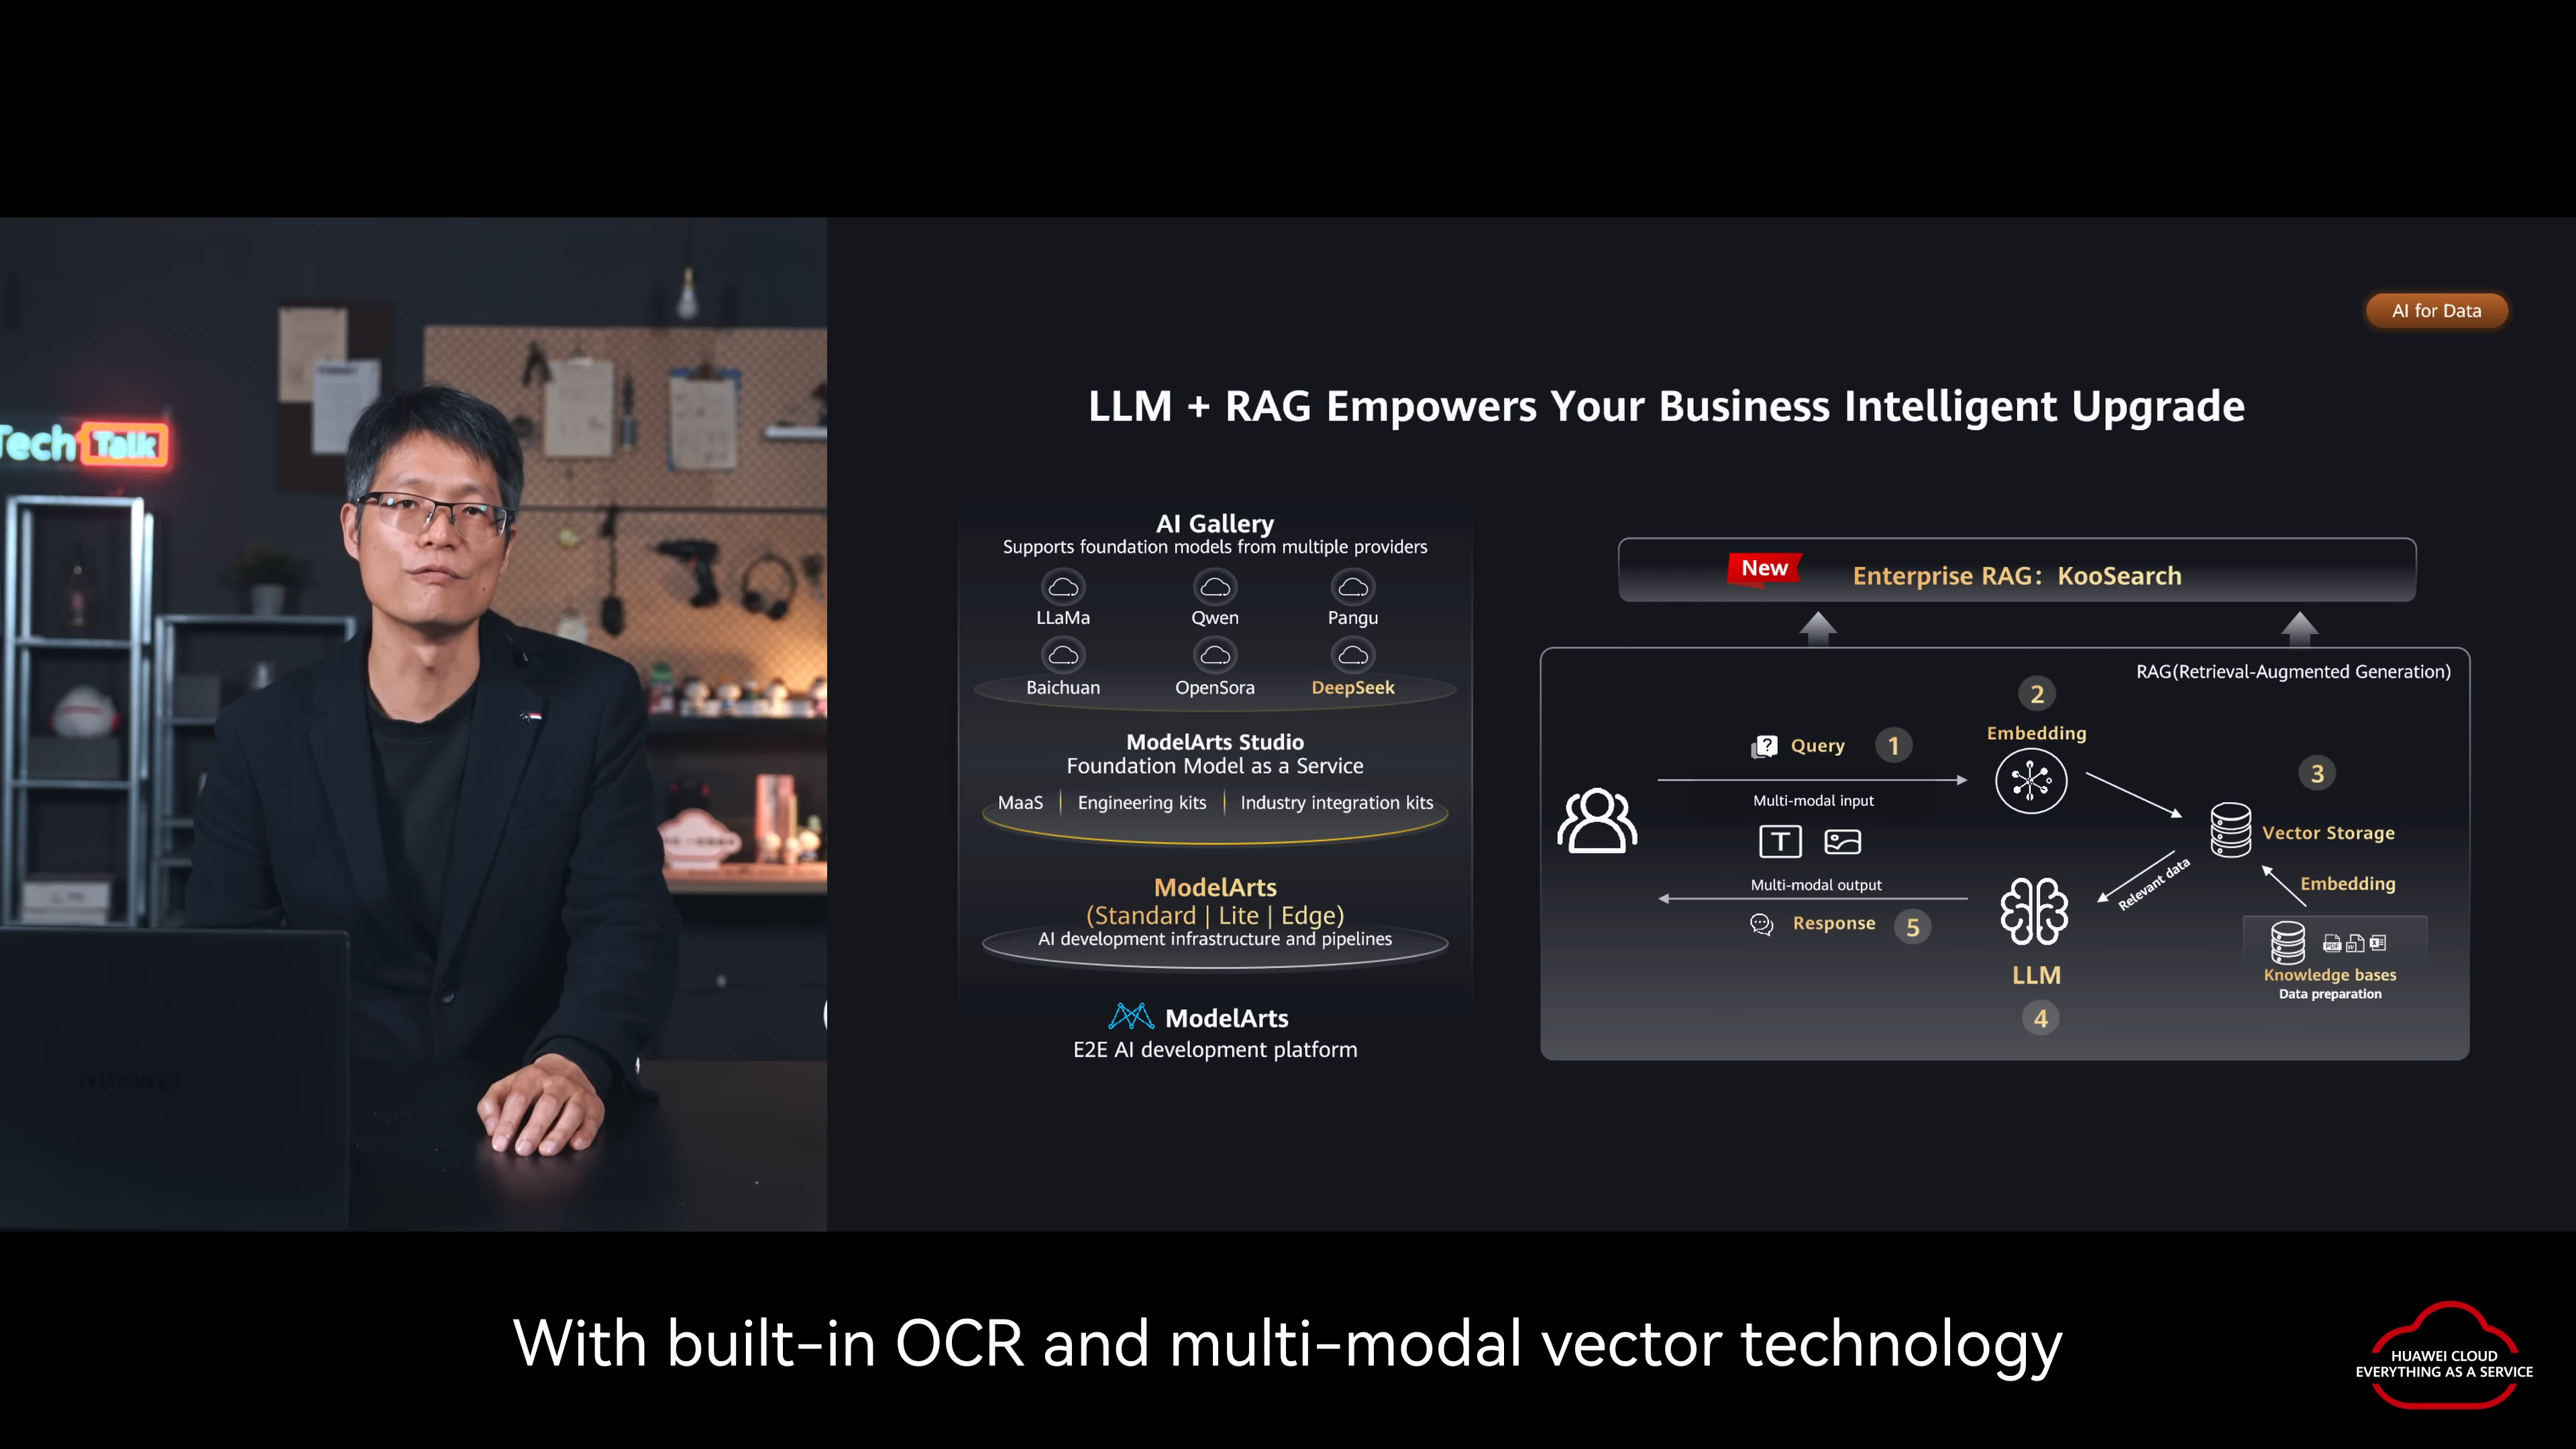 Tech Talk
HUAWEI
AI for Data
LLM + RAG Empowers Your Business Intelligent Upgrade
AI Gallery
Supports foundation models from multiple providers
LLaMa
Qwen
Pangu
Baichuan
OpenSora
DeepSeek
ModelArts Studio
Foundation Model as a Service
MaaS | Engineering kits | Industry integration kits
ModelArts
(Standard | Lite | Edge)
AI development infrastructure and pipelines
ModelArts
E2E AI development platform
New
Enterprise RAG: KooSearch
RAG(Retrieval-Augmented Generation)
Query 1
Multi-modal input
T
Multi-modal output
Response 5
2
Embedding
3
Vector Storage
Relevant data
Embedding
PDF
W
X
Knowledge bases
Data preparation
LLM
4
With built-in OCR and multi-modal vector technology
HUAWEI CLOUD
EVERYTHING AS A SERVICE